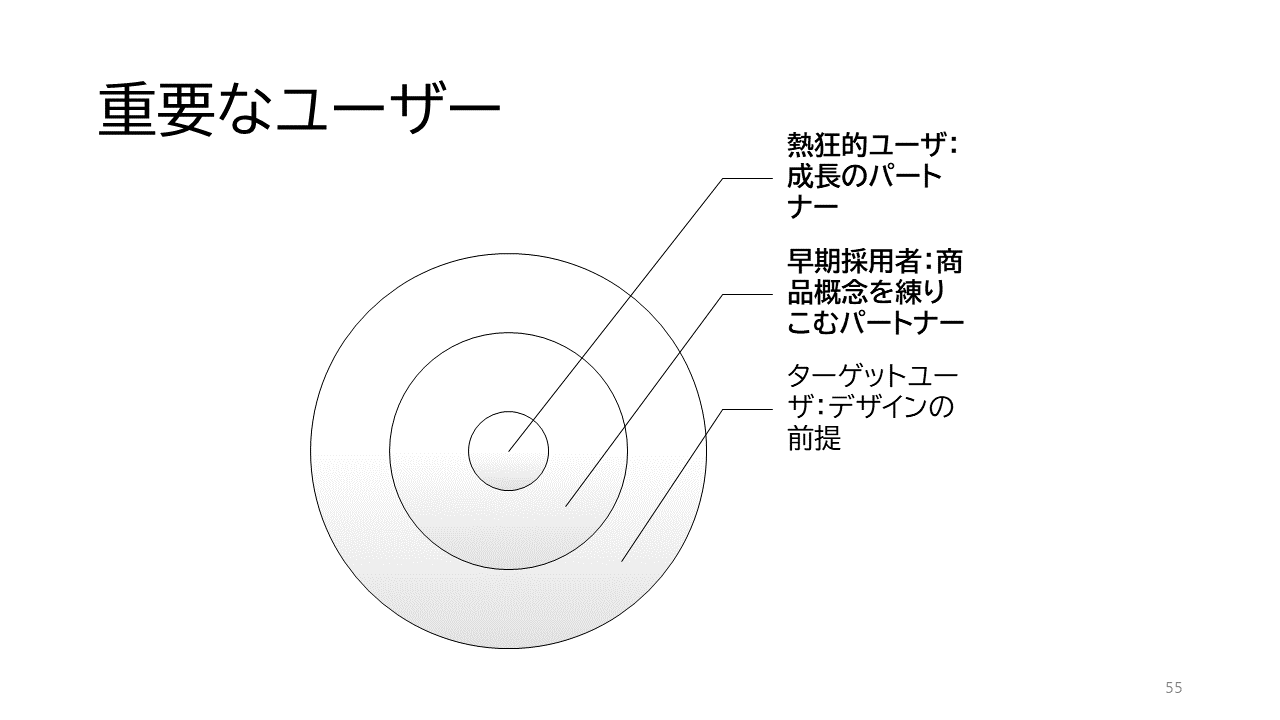 重要なユーザー
熱狂的ユーザ：
成長のパート
ナー
早期採用者：商
品概念を練り
こむパートナー
ターゲットユー
ザ：デザインの
前提
55